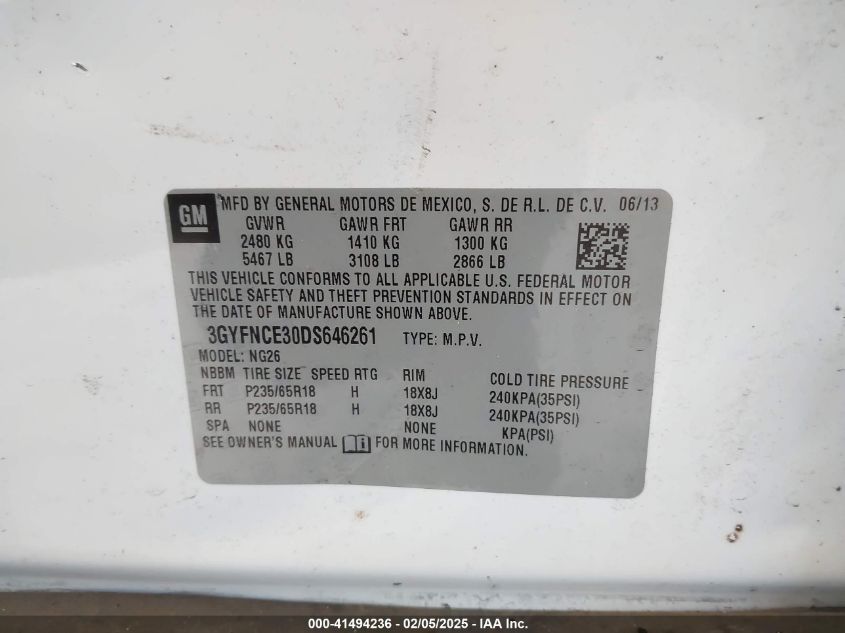 GM MFD BY GENERAL MOTORS DE MEXICO, S. DE R.L. DE C.V. 06/13
GVWR GAWR FRT GAWR RR
2480 KG 1410 KG 1300 KG
5467 LB 3108 LB 2866 LB
THIS VEHICLE CONFORMS TO ALL APPLICABLE U.S. FEDERAL MOTOR
VEHICLE SAFETY AND THEFT PREVENTION STANDARDS IN EFFECT ON
THE DATE OF MANUFACTURE SHOWN ABOVE.
3GYFNCE30DS646261 TYPE: M.P.V.
MODEL: NG26
NBBM TIRE SIZE SPEED RTG RIM COLD TIRE PRESSURE
FRT P235/65R18 H 18X8J 240KPA(35PSI)
RR P235/65R18 H 18X8J 240KPA(35PSI)
SPA NONE NONE KPA(PSI)
SEE OWNER'S MANUAL FOR MORE INFORMATION.
000-41494236 - 02/05/2025 - IAA Inc.